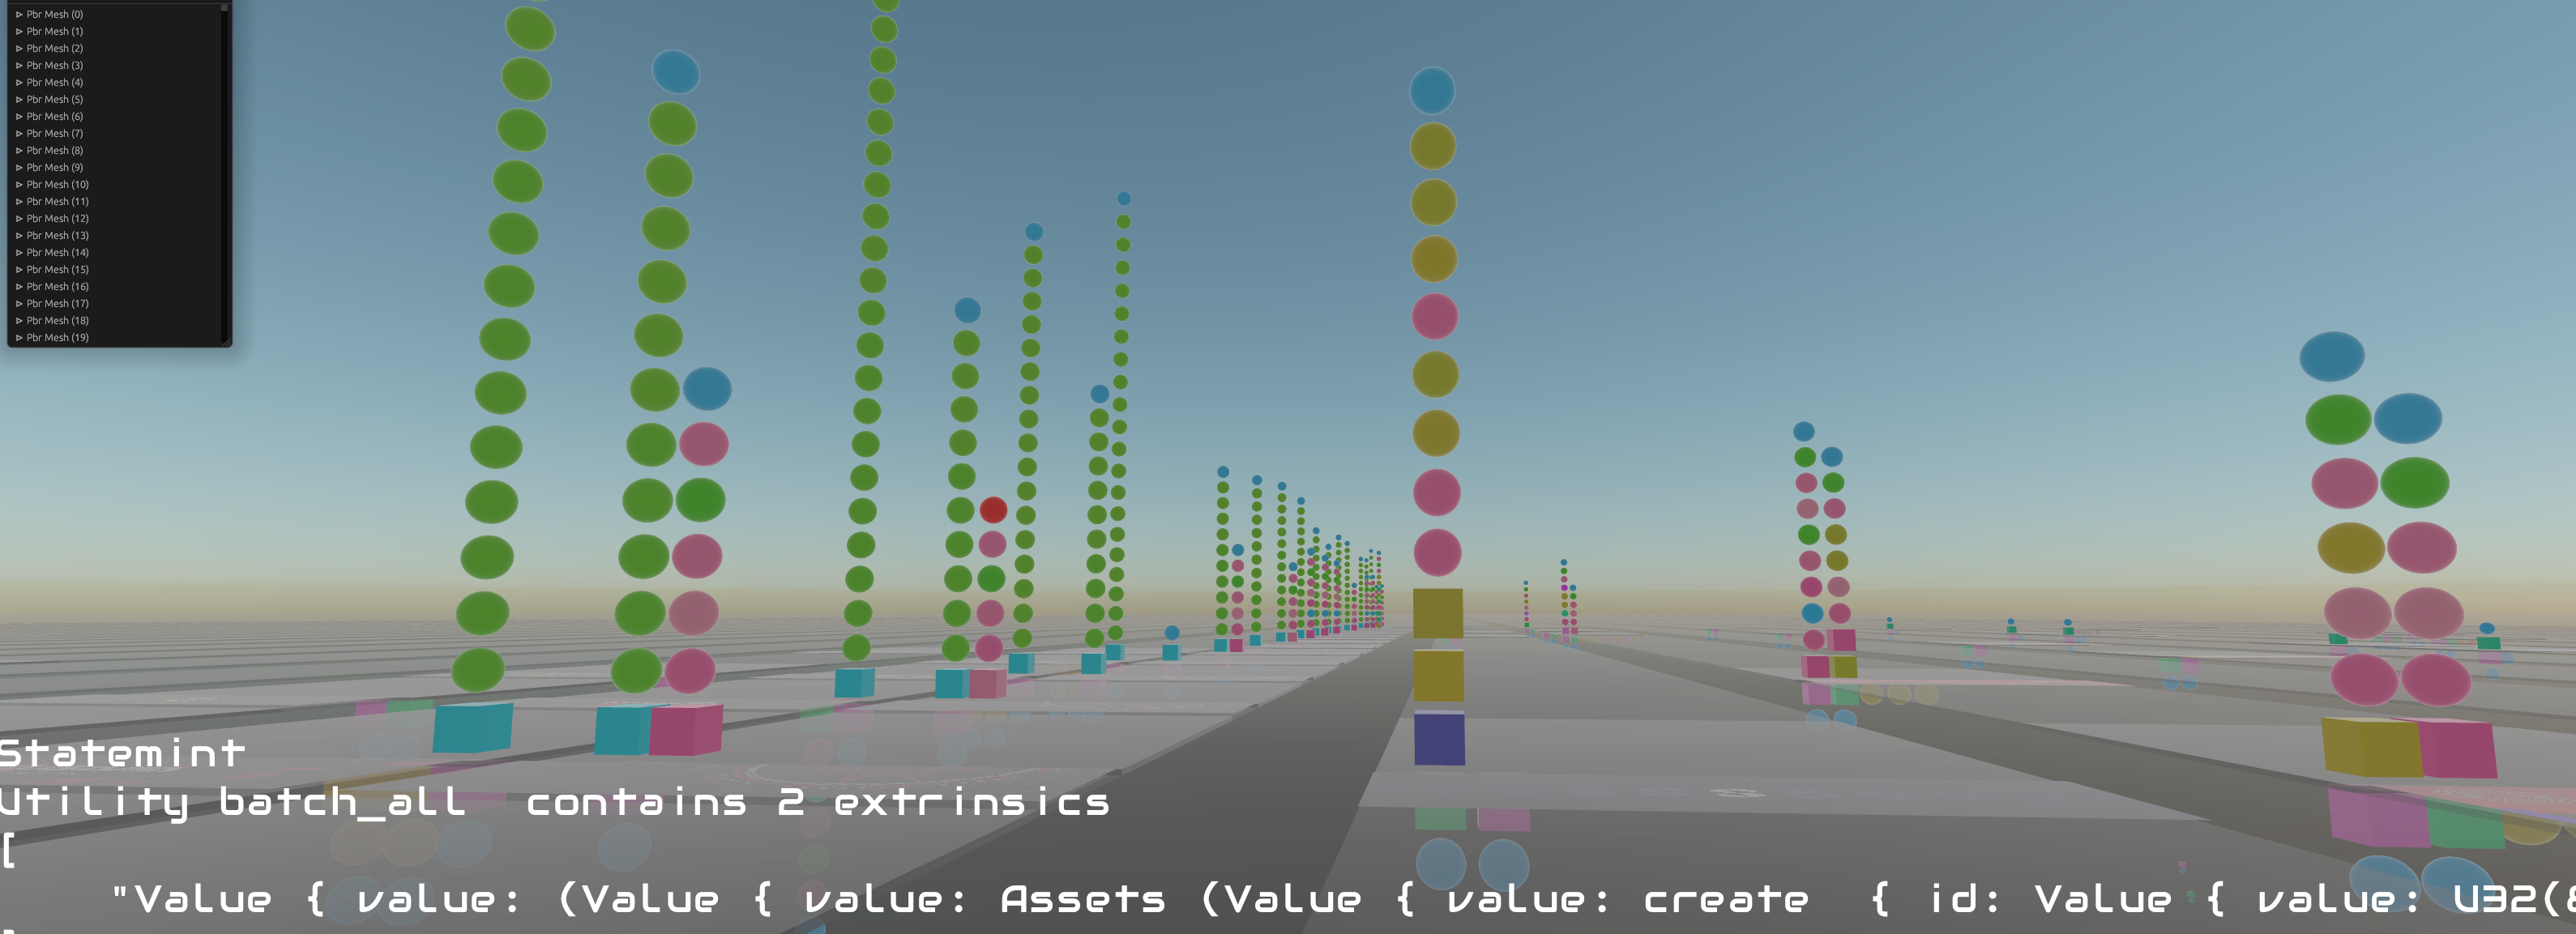 Pbr Mesh (0)
Pbr Mesh (1)
Pbr Mesh (2)
Pbr Mesh (3)
Pbr Mesh (4)
Pbr Mesh (5)
Pbr Mesh (6)
Pbr Mesh (7)
Pbr Mesh (8)
Pbr Mesh (9)
Pbr Mesh (10)
Pbr Mesh (11)
Pbr Mesh (12)
Pbr Mesh (13)
Pbr Mesh (14)
Pbr Mesh (15)
Pbr Mesh (16)
Pbr Mesh (17)
Pbr Mesh (18)
Pbr Mesh (19)
Statemint
Utility batch_all contains 2 extrinsics
[
"Value { value: (Value { value: Assets (Value { value: create { id: Value { value: U32(